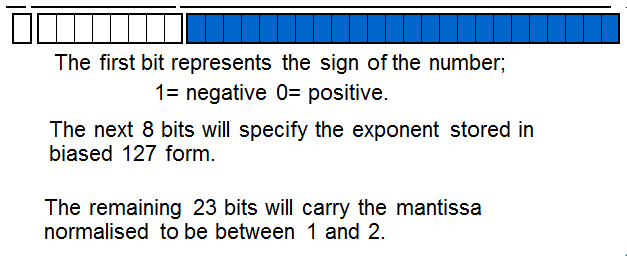 The first bit represents the sign of the number;
1= negative 0= positive.
The next 8 bits will specify the exponent stored in
biased 127 form.
The remaining 23 bits will carry the mantissa
normalised to be between 1 and 2.